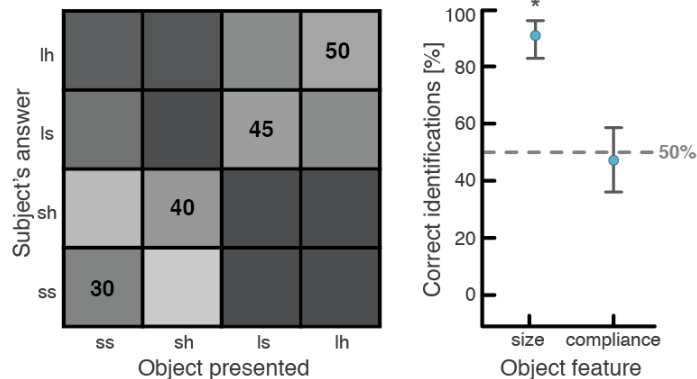 Subject's answer
lh
ls
sh
ss
50
45
40
30
ss sh ls lh
Object presented
*
Correct identifications [%]
100
80
60
40
20
0
50%
size compliance
Object feature